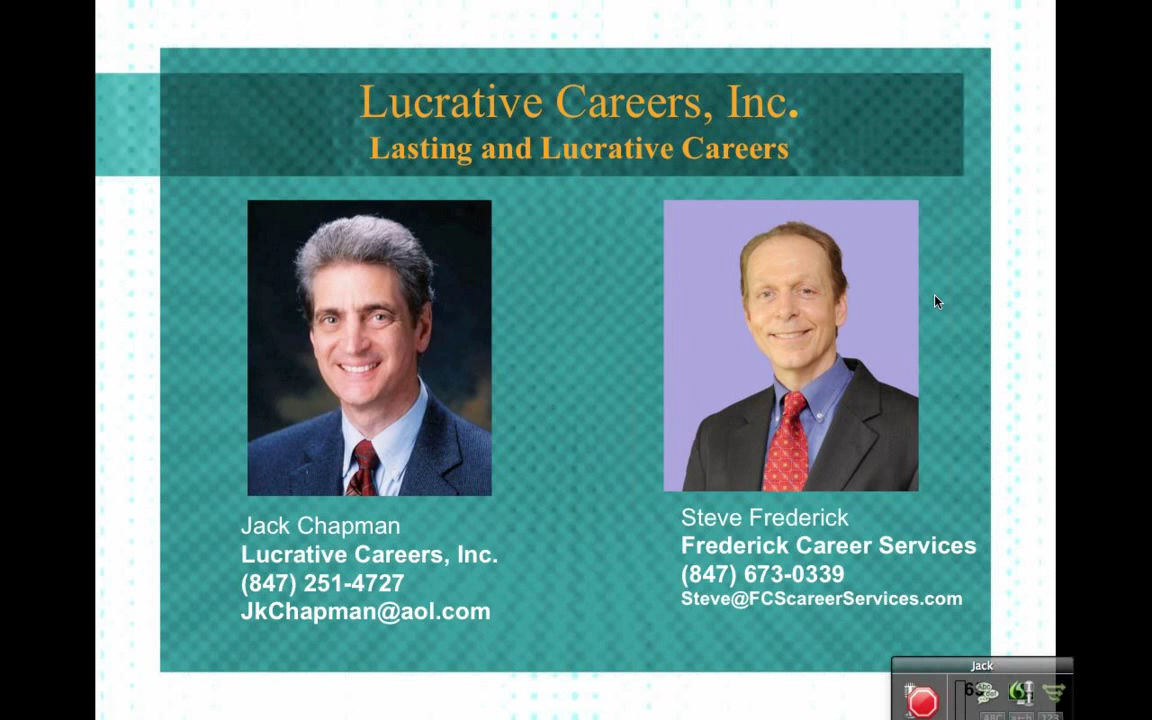 Lucrative Careers, Inc.
Lasting and Lucrative Careers
Jack Chapman
Lucrative Careers, Inc.
(847) 251-4727
JkChapman@aol.com
Steve Frederick
Frederick Career Services
(847) 673-0339
Steve@FCScareerServices.com
Jack